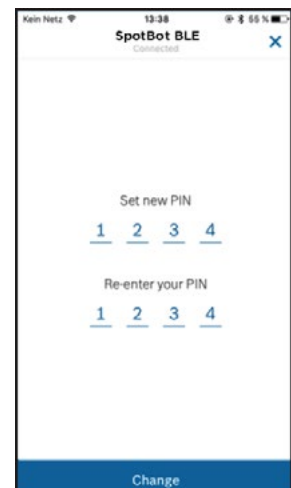 Kein Netz 13:38 55 %
SpotBot BLE
Connected
Set new PIN
1 2 3 4
Re-enter your PIN
1 2 3 4
Change